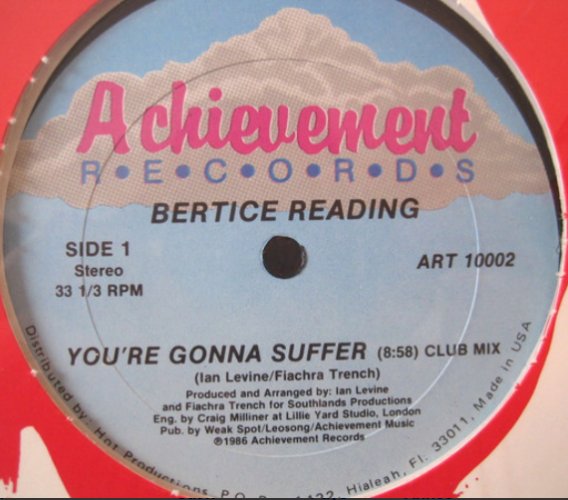 Achievement
R•E•C•O•R•D•S
BERTICE READING
SIDE 1
Stereo
33 1/3 RPM
ART 10002
YOU'RE GONNA SUFFER (8:58) CLUB MIX
(Ian Levine/Fiachra Trench)
Produced and Arranged by: Ian Levine
and Fiachra Trench for Southlands Productions
Eng. by Craig Milliner at Lillie Yard Studio, London
Pub. by Weak Spot/Leosong/Achievement Music
℗1986 Achievement Records
Distributed by: Hot Productions, P.O. Hialeah, Fl. 33011, Made in USA